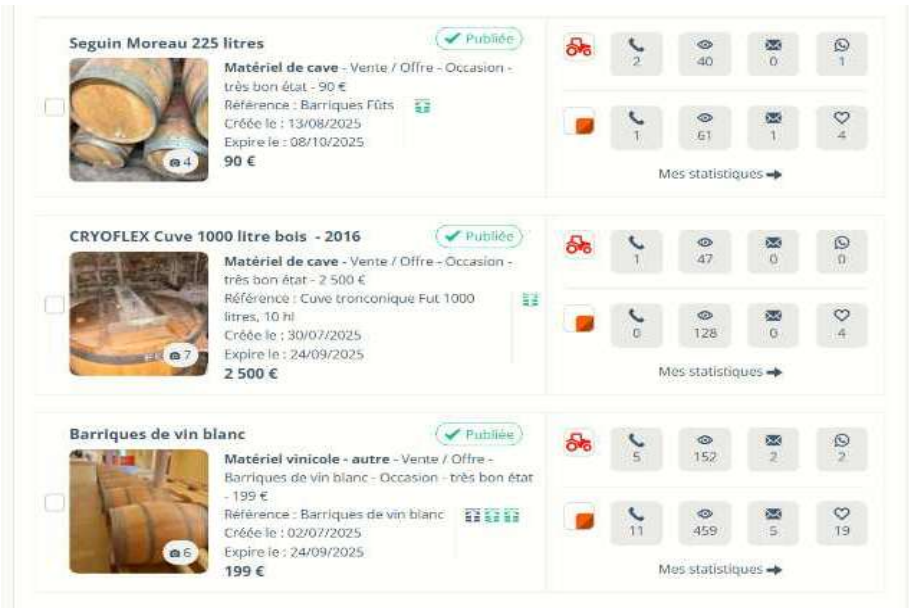 Seguin Moreau 225 litres
Publiée
Matériel de cave - Vente / Offre - Occasion -
très bon état - 90 €
Référence : Barriques Fûts
Créée le : 13/08/2025
Expire le : 08/10/2025
90 €
4
2 40 0 1
1 61 1 4
Mes statistiques
CRYOFLEX Cuve 1000 litre bois - 2016
Publiée
Matériel de cave - Vente / Offre - Occasion -
très bon état - 2 500 €
Référence : Cuve tronconique Fut 1000
litres, 10 hl
Créée le : 30/07/2025
Expire le : 24/09/2025
2 500 €
7
1 47 0 0
0 128 0 4
Mes statistiques
Barriques de vin blanc
Publiée
Matériel vinicole - autre - Vente / Offre -
Barriques de vin blanc - Occasion - très bon état
- 199 €
Référence : Barriques de vin blanc
Créée le : 02/07/2025
Expire le : 24/09/2025
199 €
6
5 152 2 2
11 459 5 19
Mes statistiques